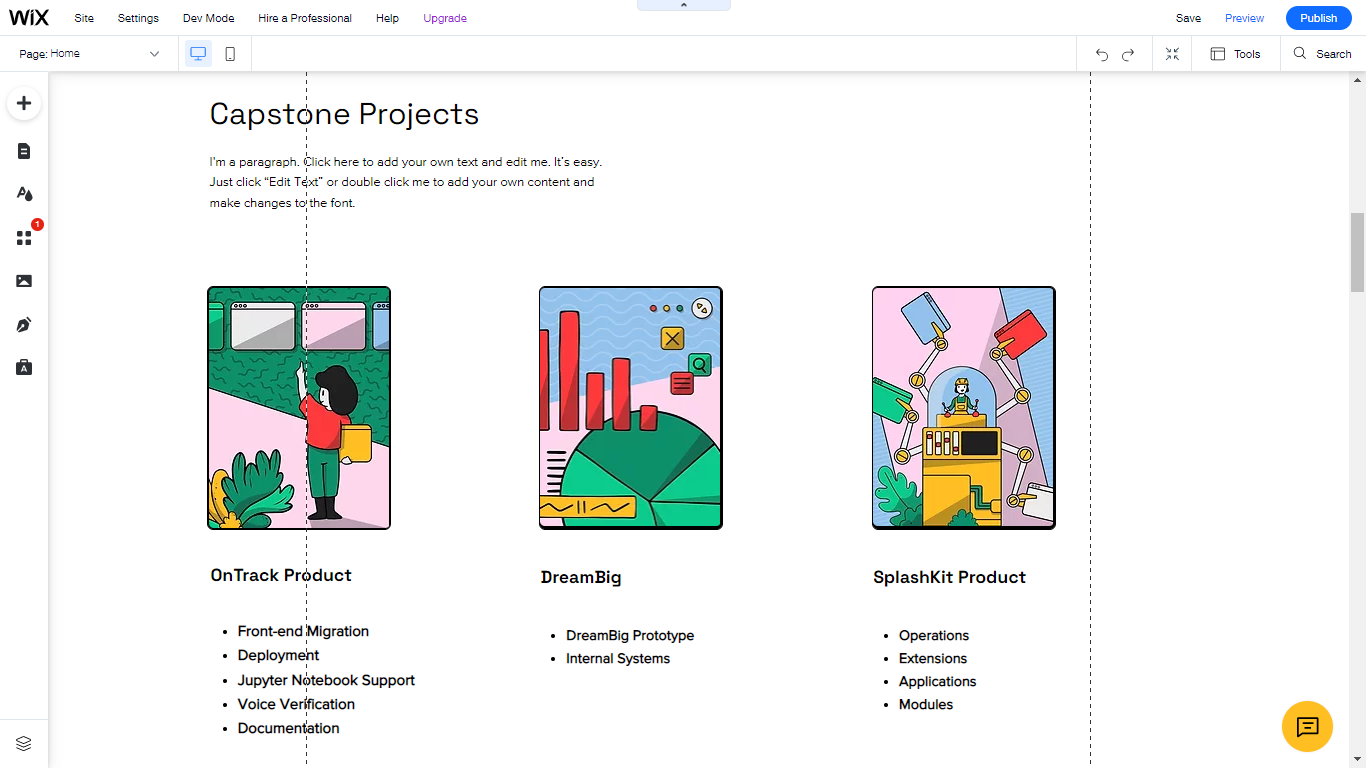 WiX Site Settings Dev Mode Hire a Professional Help Upgrade Save Preview Publish
Page: Home Tools Search
1
Capstone Projects
I'm a paragraph. Click here to add your own text and edit me. It's easy.
Just click “Edit Text” or double click me to add your own content and
make changes to the font.
OnTrack Product
Front-end Migration
Deployment
Jupyter Notebook Support
Voice Verification
Documentation
DreamBig
DreamBig Prototype
Internal Systems
SplashKit Product
Operations
Extensions
Applications
Modules